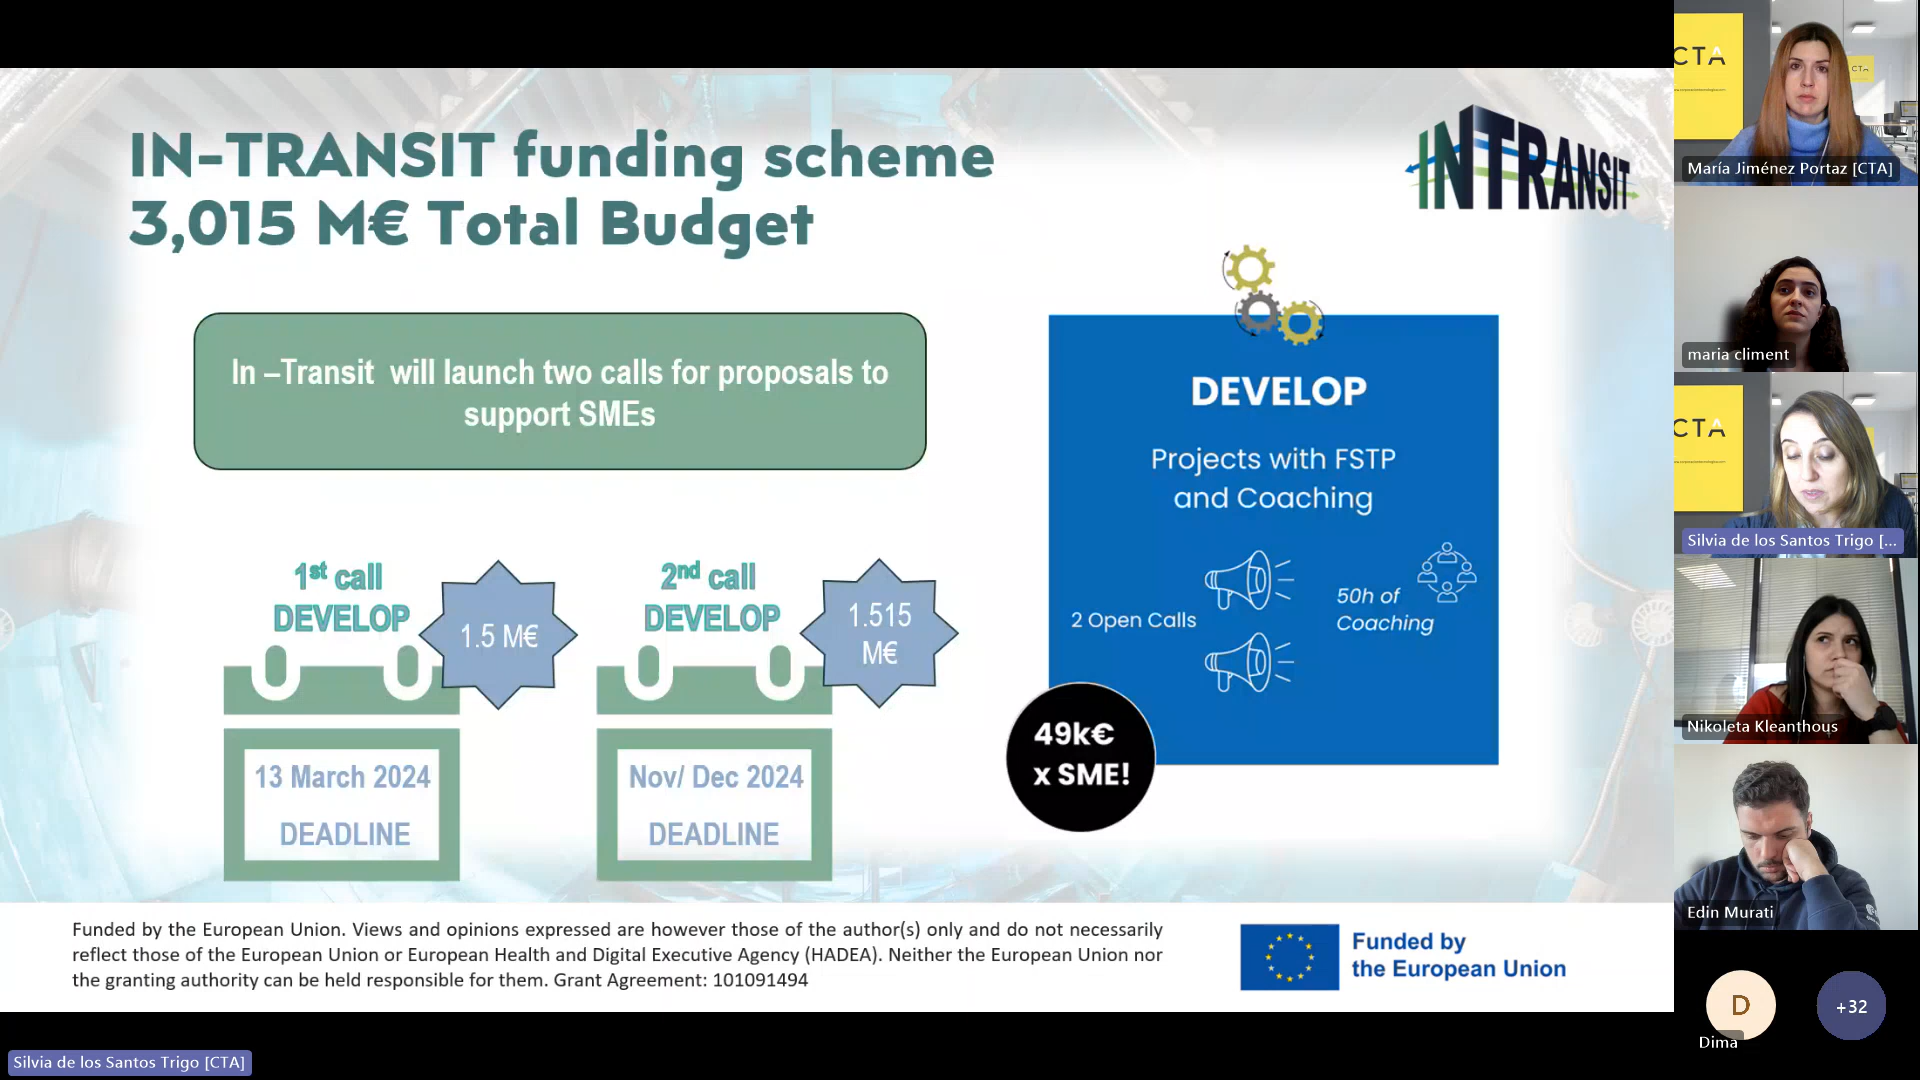 IN-TRANSIT funding scheme
3,015 M€ Total Budget
INTRANSIT
In –Transit will launch two calls for proposals to
support SMEs
1st call
DEVELOP
1.5 M€
13 March 2024
DEADLINE
2nd call
DEVELOP
1.515
M€
Nov/ Dec 2024
DEADLINE
DEVELOP
Projects with FSTP
and Coaching
2 Open Calls
50h of
Coaching
49k€
x SME!
Funded by the European Union. Views and opinions expressed are however those of the author(s) only and do not necessarily
reflect those of the European Union or European Health and Digital Executive Agency (HADEA). Neither the European Union nor
the granting authority can be held responsible for them. Grant Agreement: 101091494
Funded by
the European Union
Silvia de los Santos Trigo [CTA]
CTA
CTA
María Jiménez Portaz [CTA]
maria climent
CTA
Silvia de los Santos Trigo [...
Nikoleta Kleanthous
Edin Murati
D
Dima
+32